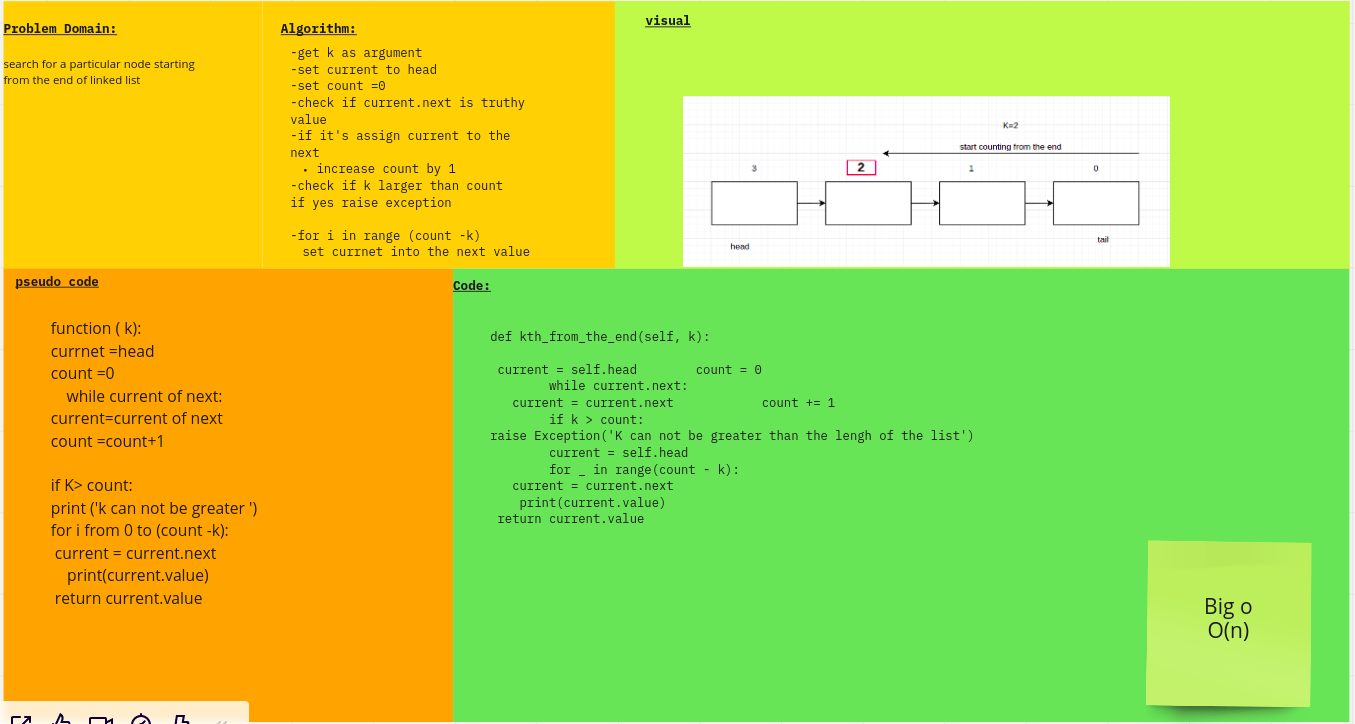 Problem Domain:
search for a particular node starting
from the end of linked list
Algorithm:
-get k as argument
-set current to head
-set count =0
-check if current.next is truthy
value
-if it's assign current to the
next
• increase count by 1
-check if k larger than count
if yes raise exception
-for i in range (count -k)
set currnet into the next value
visual
K=2
start counting from the end
3 2 1 0
head tail
pseudo code
function ( k):
currnet =head
count =0
while current of next:
current=current of next
count =count+1
if K> count:
print ('k can not be greater ')
for i from 0 to (count -k):
current = current.next
print(current.value)
return current.value
Code:
def kth_from_the_end(self, k):
current = self.head count = 0
while current.next:
current = current.next count += 1
if k > count:
raise Exception('K can not be greater than the lengh of the list')
current = self.head
for _ in range(count - k):
current = current.next
print(current.value)
return current.value
Big o
O(n)